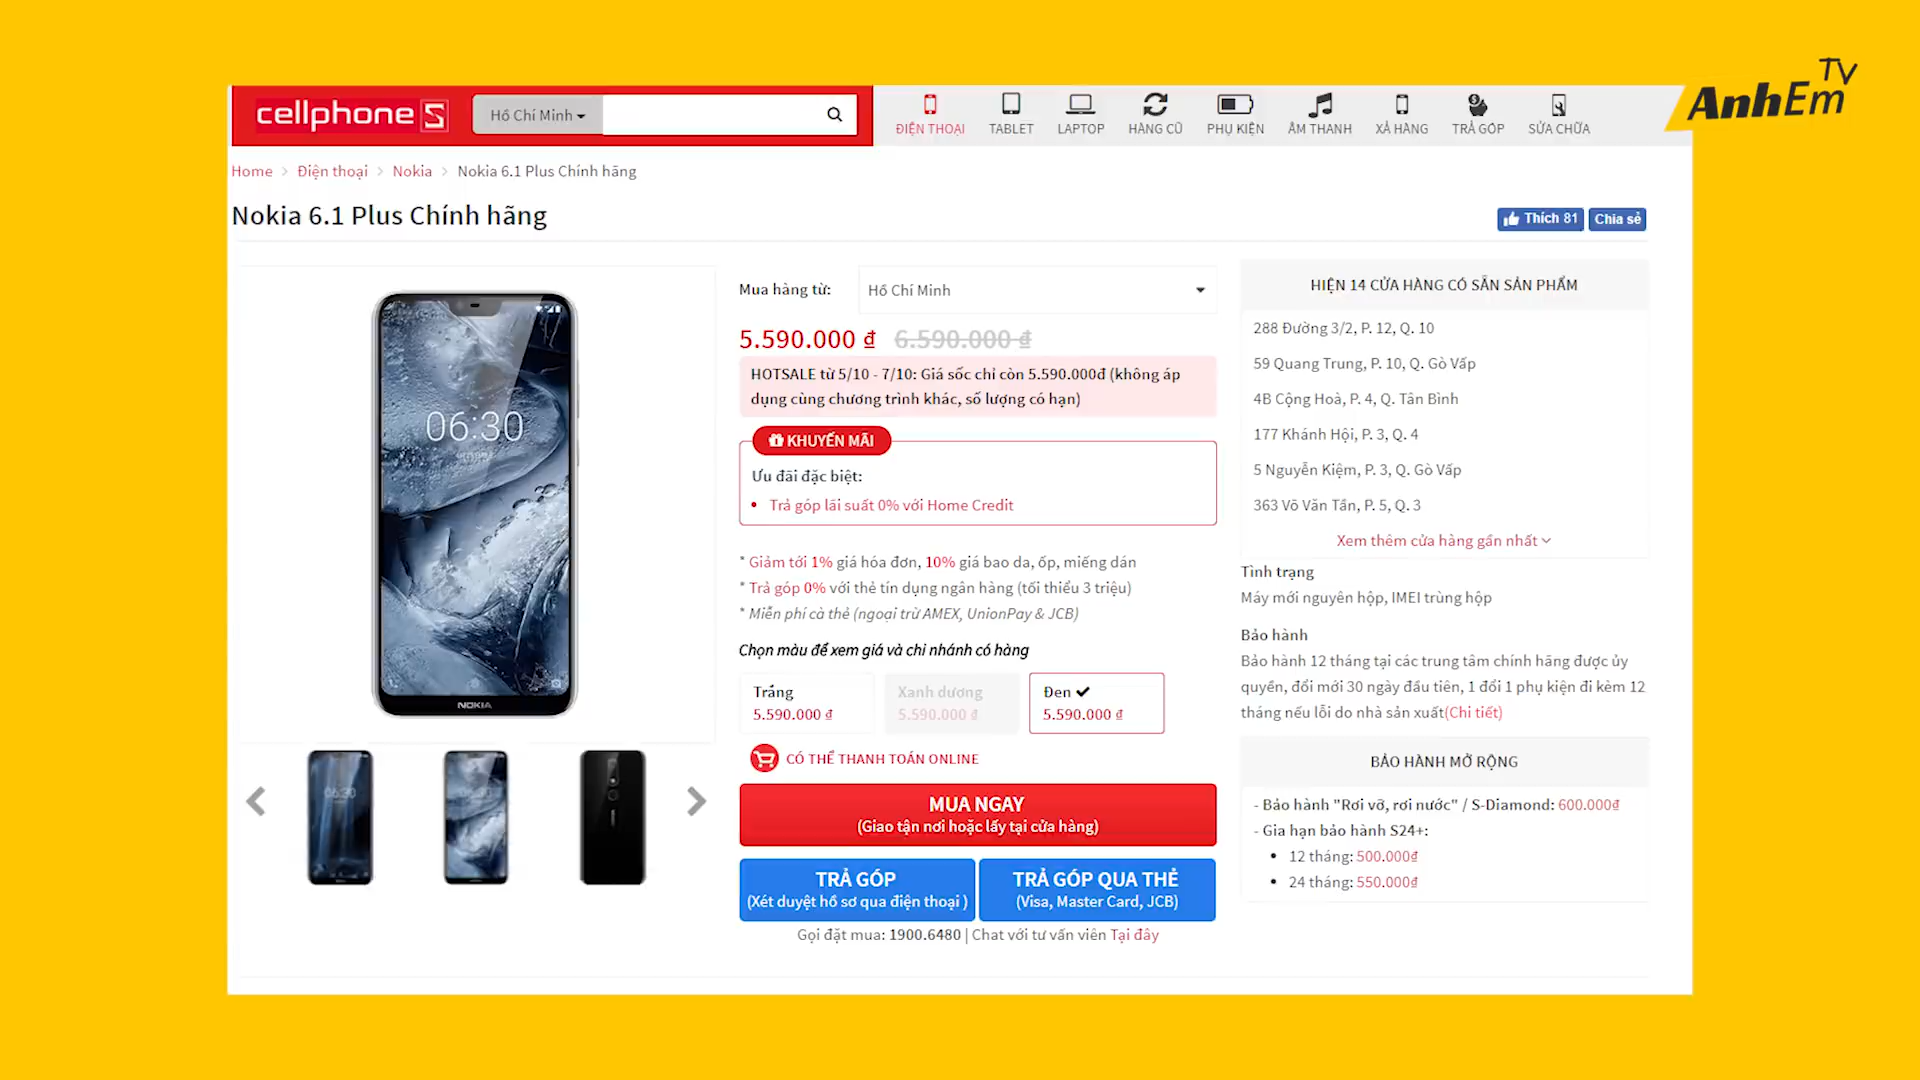 AnhEm TV
cellphone S
Hồ Chí Minh
ĐIỆN THOẠI
TABLET
LAPTOP
HÀNG CŨ
PHỤ KIỆN
ÂM THANH
XẢ HÀNG
TRẢ GÓP
SỬA CHỮA
Home > Điện thoại > Nokia > Nokia 6.1 Plus Chính hãng
Nokia 6.1 Plus Chính hãng
Thích 81
Chia sẻ
06:30
NOKIA
Mua hàng từ:
Hồ Chí Minh
5.590.000 ₫ 6.590.000 ₫
HOTSALE từ 5/10 - 7/10: Giá sốc chỉ còn 5.590.000đ (không áp
dụng cùng chương trình khác, số lượng có hạn)
KHUYẾN MÃI
Ưu đãi đặc biệt:
• Trả góp lãi suất 0% với Home Credit
* Giảm tới 1% giá hóa đơn, 10% giá bao da, ốp, miếng dán
* Trả góp 0% với thẻ tín dụng ngân hàng (tối thiểu 3 triệu)
* Miễn phí cà thẻ (ngoại trừ AMEX, UnionPay & JCB)
Chọn màu để xem giá và chi nhánh có hàng
Trắng
5.590.000 ₫
Xanh dương
5.590.000 ₫
Đen ✔
5.590.000 ₫
CÓ THỂ THANH TOÁN ONLINE
MUA NGAY
(Giao tận nơi hoặc lấy tại cửa hàng)
TRẢ GÓP
(Xét duyệt hồ sơ qua điện thoại )
TRẢ GÓP QUA THẺ
(Visa, Master Card, JCB)
Gọi đặt mua: 1900.6480 | Chat với tư vấn viên Tại đây
HIỆN 14 CỬA HÀNG CÓ SẴN SẢN PHẨM
288 Đường 3/2, P. 12, Q. 10
59 Quang Trung, P. 10, Q. Gò Vấp
4B Cộng Hoà, P. 4, Q. Tân Bình
177 Khánh Hội, P. 3, Q. 4
5 Nguyễn Kiệm, P. 3, Q. Gò Vấp
363 Võ Văn Tần, P. 5, Q. 3
Xem thêm cửa hàng gần nhất
Tình trạng
Máy mới nguyên hộp, IMEI trùng hộp
Bảo hành
Bảo hành 12 tháng tại các trung tâm chính hãng được ủy
quyền, đổi mới 30 ngày đầu tiên, 1 đổi 1 phụ kiện đi kèm 12
tháng nếu lỗi do nhà sản xuất(Chi tiết)
BẢO HÀNH MỞ RỘNG
- Bảo hành "Rơi vỡ, rơi nước" / S-Diamond: 600.000₫
- Gia hạn bảo hành S24+:
• 12 tháng: 500.000₫
• 24 tháng: 550.000₫